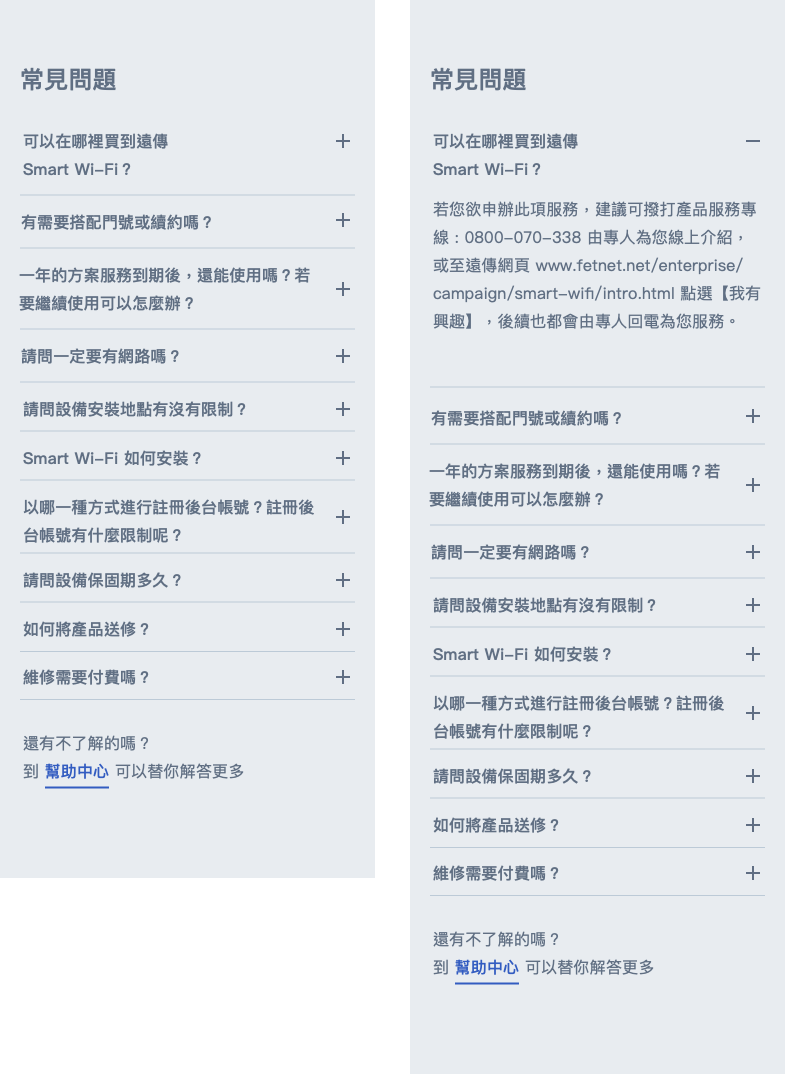 常見問題
可以在哪裡買到遠傳
Smart Wi–Fi？
有需要搭配門號或續約嗎？
一年的方案服務到期後，還能使用嗎？若
要繼續使用可以怎麼辦？
請問一定要有網路嗎？
請問設備安裝地點有沒有限制？
Smart Wi–Fi 如何安裝？
以哪一種方式進行註冊後台帳號？註冊後
台帳號有什麼限制呢？
請問設備保固期多久？
如何將產品送修？
維修需要付費嗎？
還有不了解的嗎？
到 幫助中心 可以替你解答更多
常見問題
可以在哪裡買到遠傳
Smart Wi–Fi？
若您欲申辦此項服務，建議可撥打產品服務專
線：0800–070–338 由專人為您線上介紹，
或至遠傳網頁 www.fetnet.net/enterprise/
campaign/smart–wifi/intro.html 點選【我有
興趣】，後續也都會由專人回電為您服務。
有需要搭配門號或續約嗎？
一年的方案服務到期後，還能使用嗎？若
要繼續使用可以怎麼辦？
請問一定要有網路嗎？
請問設備安裝地點有沒有限制？
Smart Wi–Fi 如何安裝？
以哪一種方式進行註冊後台帳號？註冊後
台帳號有什麼限制呢？
請問設備保固期多久？
如何將產品送修？
維修需要付費嗎？
還有不了解的嗎？
到 幫助中心 可以替你解答更多